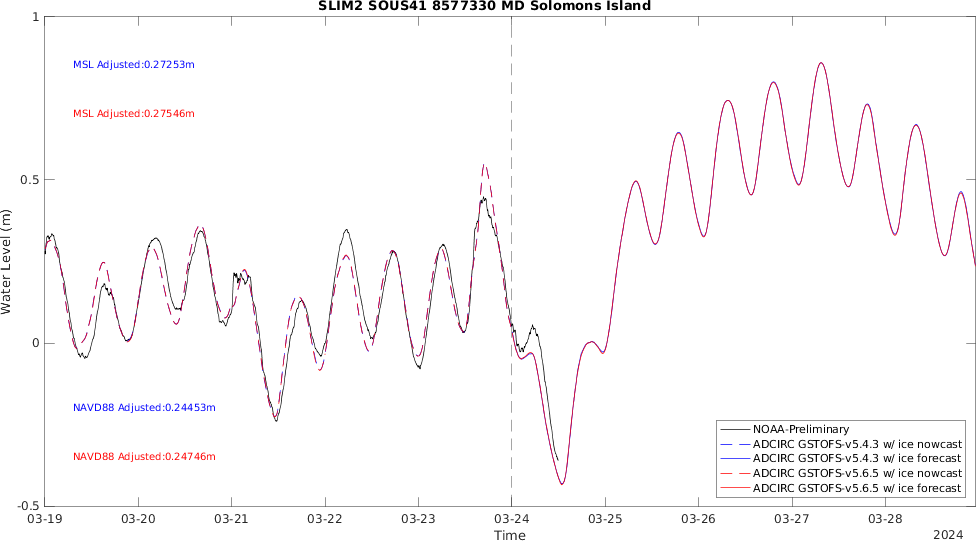 SLIM2 SOUS41 8577330 MD Solomons Island
1
MSL Adjusted:0.27253m
MSL Adjusted:0.27546m
0.5
Water Level (m)
0
NAVD88 Adjusted:0.24453m
NAVD88 Adjusted:0.24746m
-0.5
NOAA-Preliminary
ADCIRC GSTOFS-v5.4.3 w/ ice nowcast
ADCIRC GSTOFS-v5.4.3 w/ ice forecast
ADCIRC GSTOFS-v5.6.5 w/ ice nowcast
ADCIRC GSTOFS-v5.6.5 w/ ice forecast
03-19 03-20 03-21 03-22 03-23 03-24 03-25 03-26 03-27 03-28
Time
2024